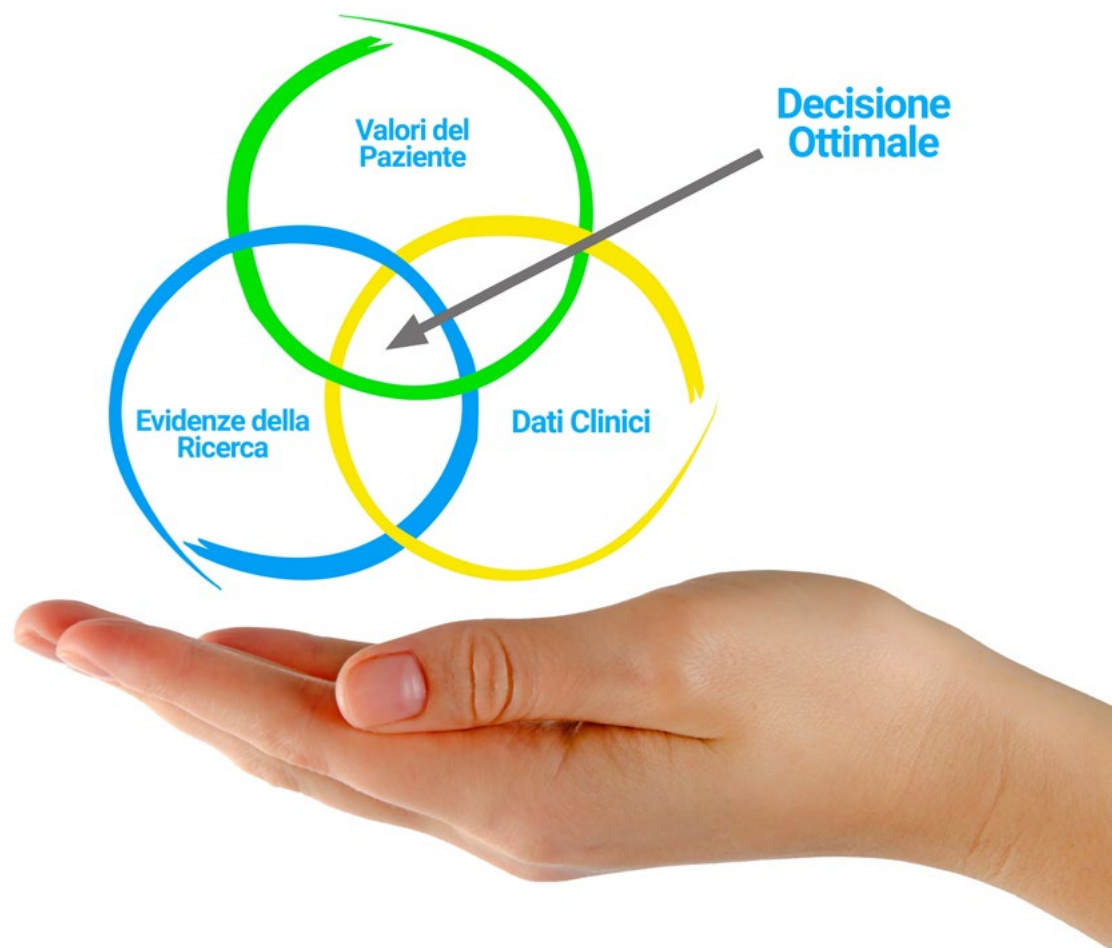 Valori del
Paziente
Decisione
Ottimale
Evidenze della
Ricerca
Dati Clinici